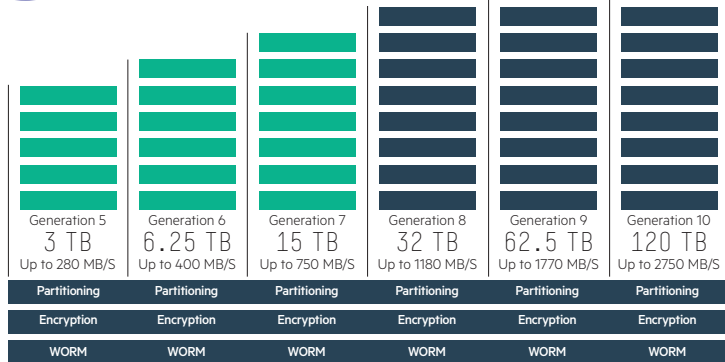 Generation 5 Generation 6 Generation 7 Generation 8 Generation 9 Generation 10
3 TB 6.25 TB 15 TB 32 TB 62.5 TB 120 TB
Up to 280 MB/S Up to 400 MB/S Up to 750 MB/S Up to 1180 MB/S Up to 1770 MB/S Up to 2750 MB/S
Partitioning Partitioning Partitioning Partitioning Partitioning Partitioning
Encryption Encryption Encryption Encryption Encryption Encryption
WORM WORM WORM WORM WORM WORM